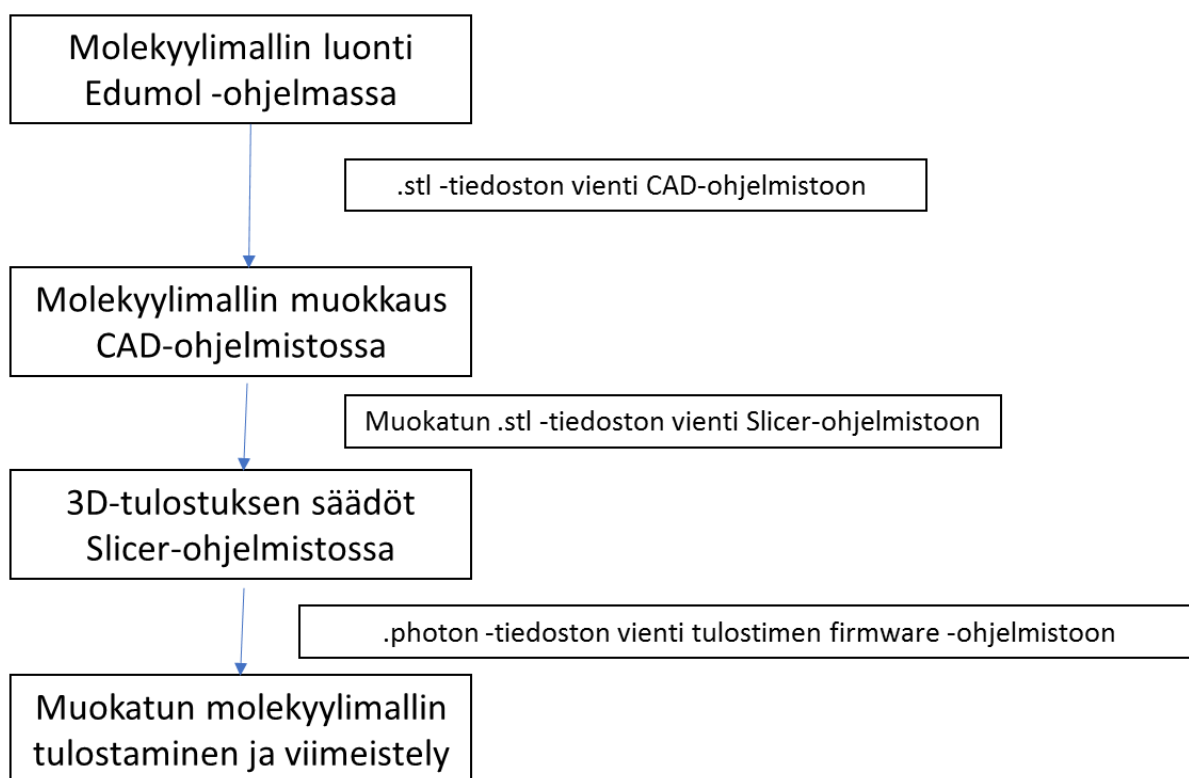 Molekyylimallin luonti
Edumol -ohjelmassa
.stl -tiedoston vienti CAD-ohjelmistoon
Molekyylimallin muokkaus
CAD-ohjelmistossa
Muokatun .stl -tiedoston vienti Slicer-ohjelmistoon
3D-tulostuksen säädöt
Slicer-ohjelmistossa
.photon -tiedoston vienti tulostimen firmware -ohjelmistoon
Muokatun molekyylimallin
tulostaminen ja viimeistely